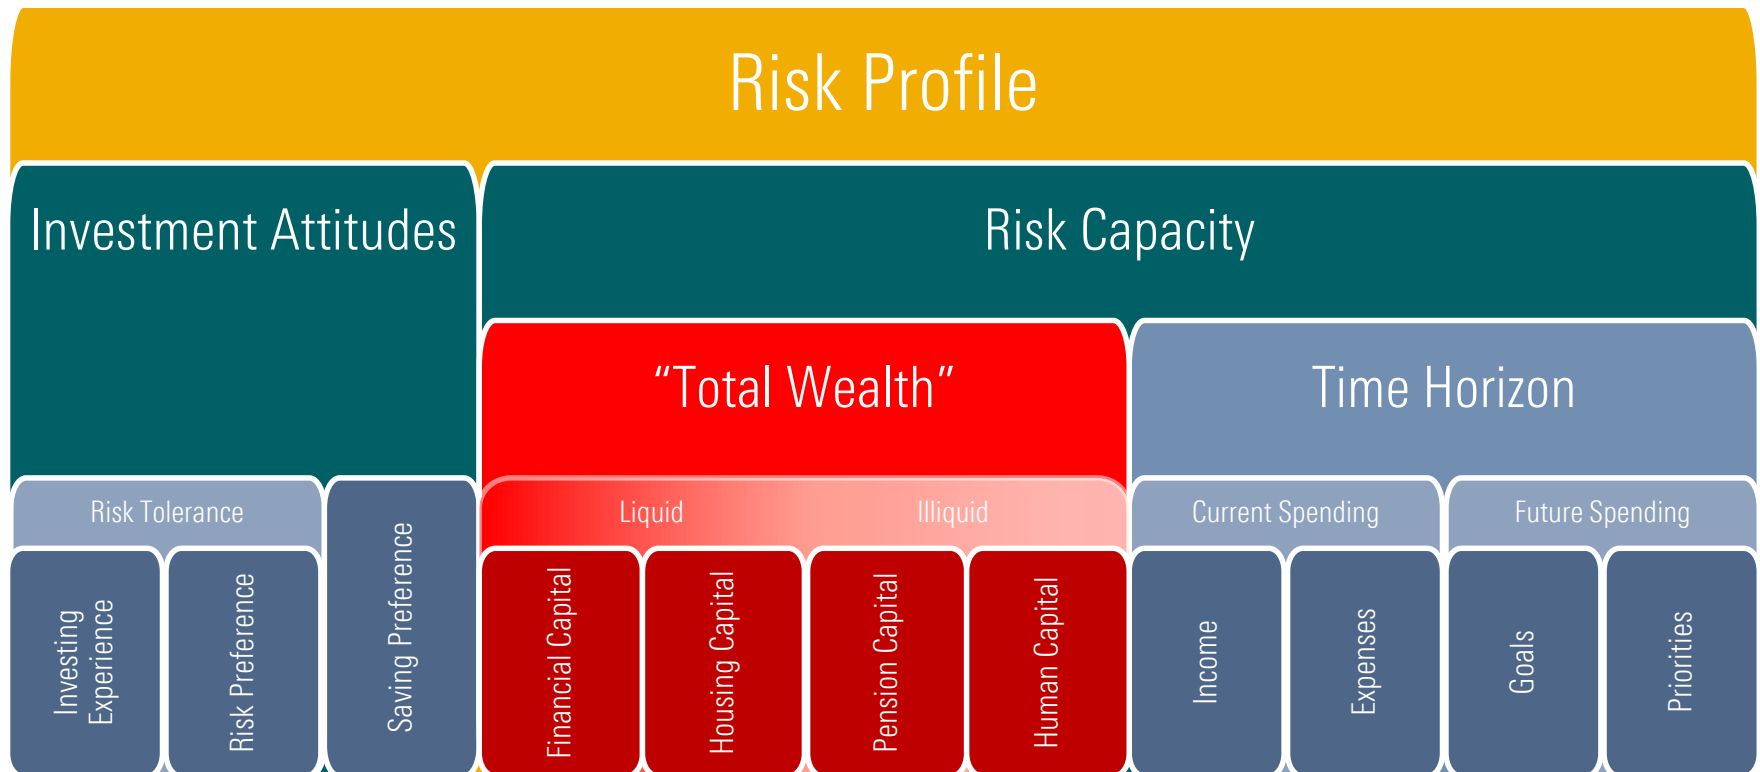 Risk Profile
Investment Attitudes
Risk Capacity
“Total Wealth”
Time Horizon
Risk Tolerance
Liquid
Illiquid
Current Spending
Future Spending
Investing
Experience
Risk Preference
Saving Preference
Financial Capital
Housing Capital
Pension Capital
Human Capital
Income
Expenses
Goals
Priorities